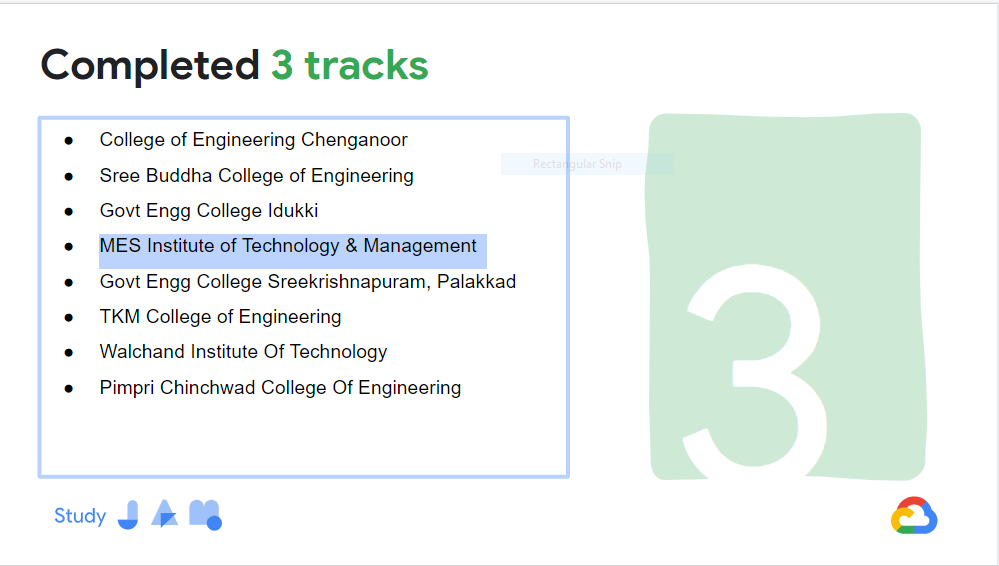 Completed 3 tracks
● College of Engineering Chenganoor
● Sree Buddha College of Engineering
Rectangular Snip
● Govt Engg College Idukki
● MES Institute of Technology & Management
● Govt Engg College Sreekrishnapuram, Palakkad
● TKM College of Engineering
● Walchand Institute Of Technology
● Pimpri Chinchwad College Of Engineering
3
Study JAM